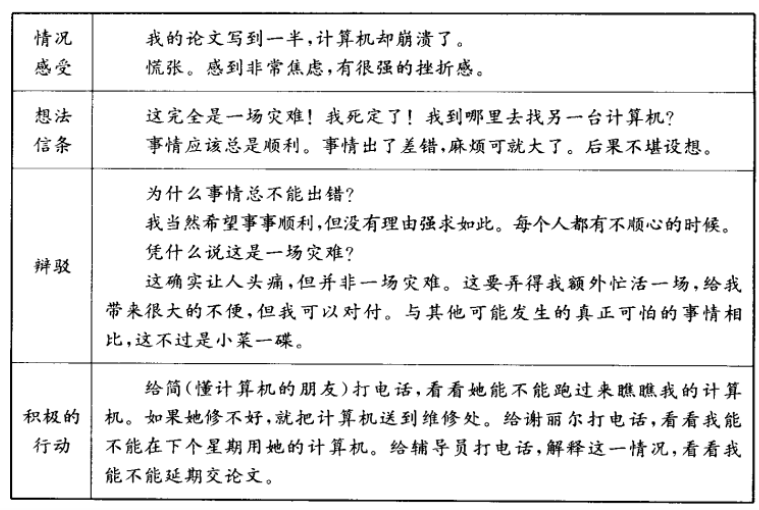 情况
我的论文写到一半,计算机却崩溃了。
感受
慌张。感到非常焦虑,有很强的挫折感。
想法
这完全是一场灾难!我死定了!我到哪里去找另一台计算机?
信条
事情应该总是顺利。事情出了差错,麻烦可就大了。后果不堪设想。
辩驳
为什么事情总不能出错?
我当然希望事事顺利,但没有理由强求如此。每个人都有不顺心的时候。
凭什么说这是一场灾难?
这确实让人头痛,但并非一场灾难。这要弄得我额外忙活一场,给我
带来很大的不便,但我可以对付。与其他可能发生的真正可怕的事情相
比,这不过是小菜一碟。
积极的
行动
给简(懂计算机的朋友)打电话,看看她能不能跑过来瞧瞧我的计算
机。如果她修不好,就把计算机送到维修处。给谢丽尔打电话,看看我能
不能在下个星期用她的计算机。给辅导员打电话,解释这一情况,看看我
能不能延期交论文。